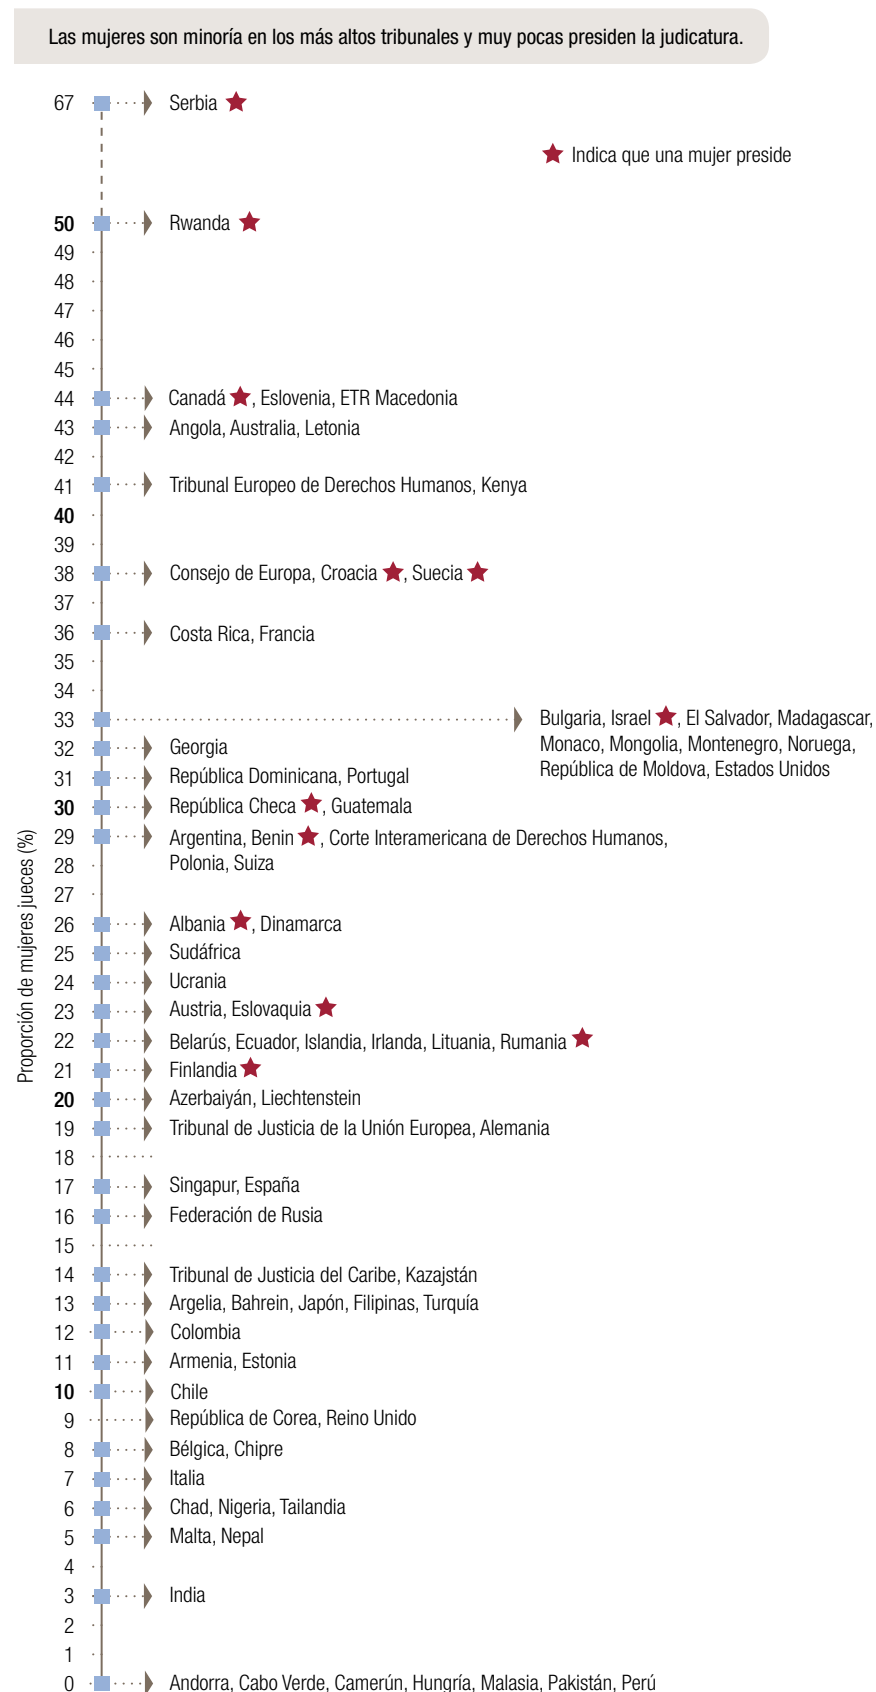 Las mujeres son minoría en los más altos tribunales y muy pocas presiden la judicatura.
67 Serbia ★
★ Indica que una mujer preside
50 Rwanda ★
49
48
47
46
45
44 Canadá ★, Eslovenia, ETR Macedonia
43 Angola, Australia, Letonia
42
41 Tribunal Europeo de Derechos Humanos, Kenya
40
39
38 Consejo de Europa, Croacia ★, Suecia ★
37
36 Costa Rica, Francia
35
34
33 Bulgaria, Israel ★, El Salvador, Madagascar,
Monaco, Mongolia, Montenegro, Noruega,
República de Moldova, Estados Unidos
32 Georgia
31 República Dominicana, Portugal
30 República Checa ★, Guatemala
29 Argentina, Benin ★, Corte Interamericana de Derechos Humanos,
Polonia, Suiza
28
27
26 Albania ★, Dinamarca
25 Sudáfrica
24 Ucrania
23 Austria, Eslovaquia ★
22 Belarús, Ecuador, Islandia, Irlanda, Lituania, Rumania ★
21 Finlandia ★
20 Azerbaiyán, Liechtenstein
19 Tribunal de Justicia de la Unión Europea, Alemania
18
17 Singapur, España
16 Federación de Rusia
15
14 Tribunal de Justicia del Caribe, Kazajstán
13 Argelia, Bahrein, Japón, Filipinas, Turquía
12 Colombia
11 Armenia, Estonia
10 Chile
9 República de Corea, Reino Unido
8 Bélgica, Chipre
7 Italia
6 Chad, Nigeria, Tailandia
5 Malta, Nepal
4
3 India
2
1
0 Andorra, Cabo Verde, Camerún, Hungría, Malasia, Pakistán, Perú
Proporción de mujeres jueces (%)